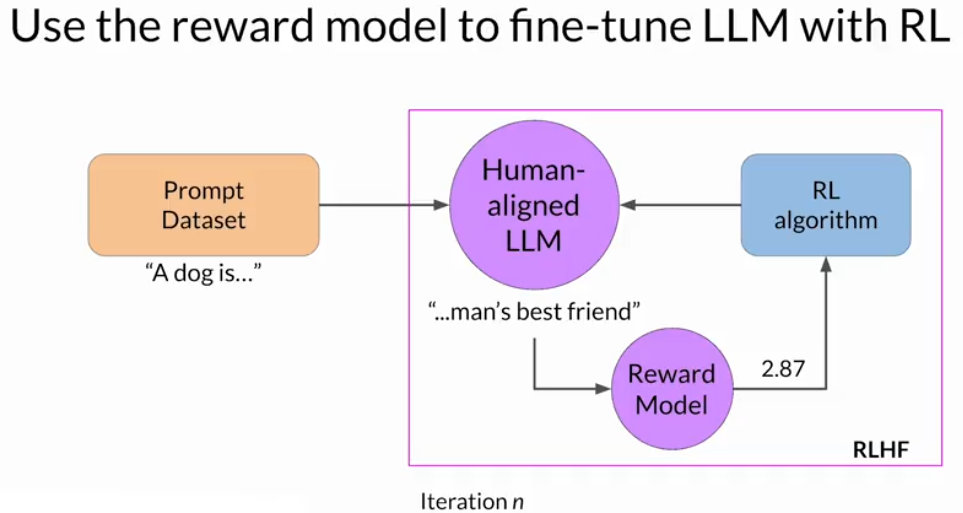 Use the reward model to fine-tune LLM with RL
Prompt
Dataset
"A dog is..."
Human-
aligned
LLM
RL
algorithm
"...man's best friend"
Reward
Model
2.87
RLHF
Iteration n